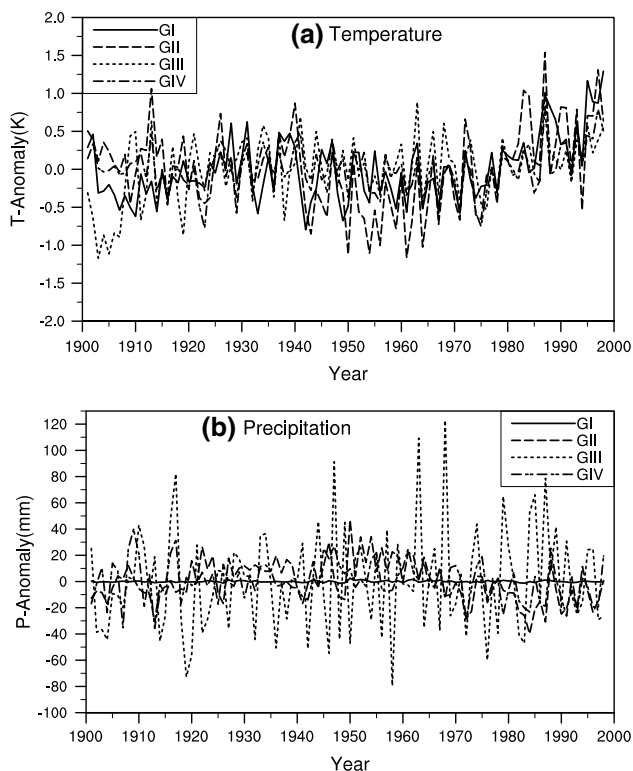 (a) Temperature
GI
GII
GIII
GIV
T-Anomaly(K)
2.0
1.5
1.0
0.5
0.0
-0.5
-1.0
-1.5
-2.0
1900 1910 1920 1930 1940 1950 1960 1970 1980 1990 2000
Year
(b) Precipitation
GI
GII
GIII
GIV
P-Anomaly(mm)
120
100
80
60
40
20
0
-20
-40
-60
-80
-100
1900 1910 1920 1930 1940 1950 1960 1970 1980 1990 2000
Year